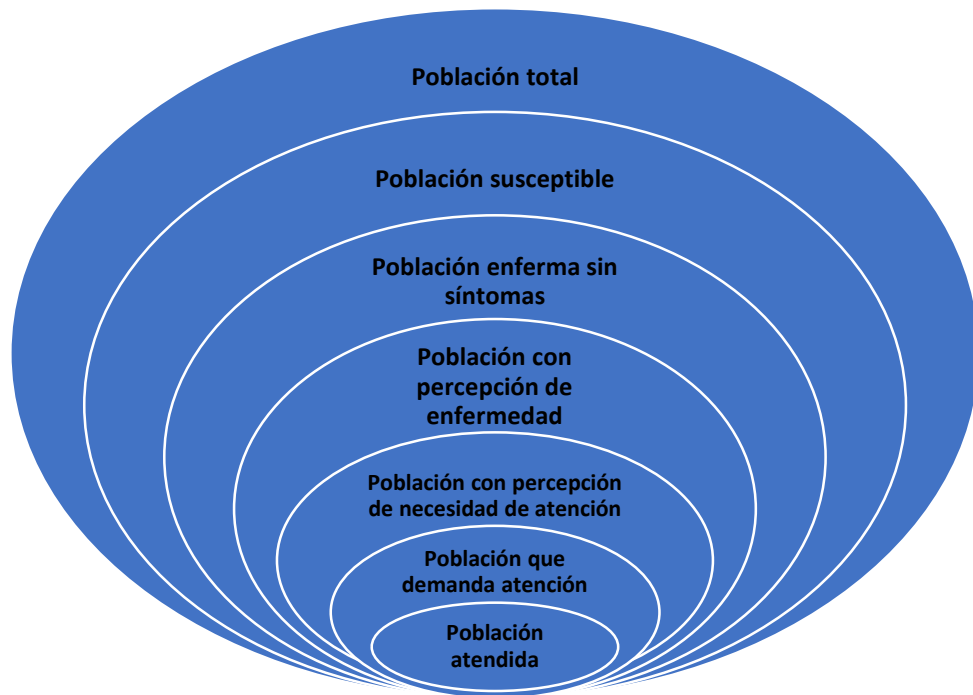 Población total
Población susceptible
Población enferma sin
síntomas
Población con
percepción de
enfermedad
Población con percepción
de necesidad de atención
Población que
demanda atención
Población
atendida